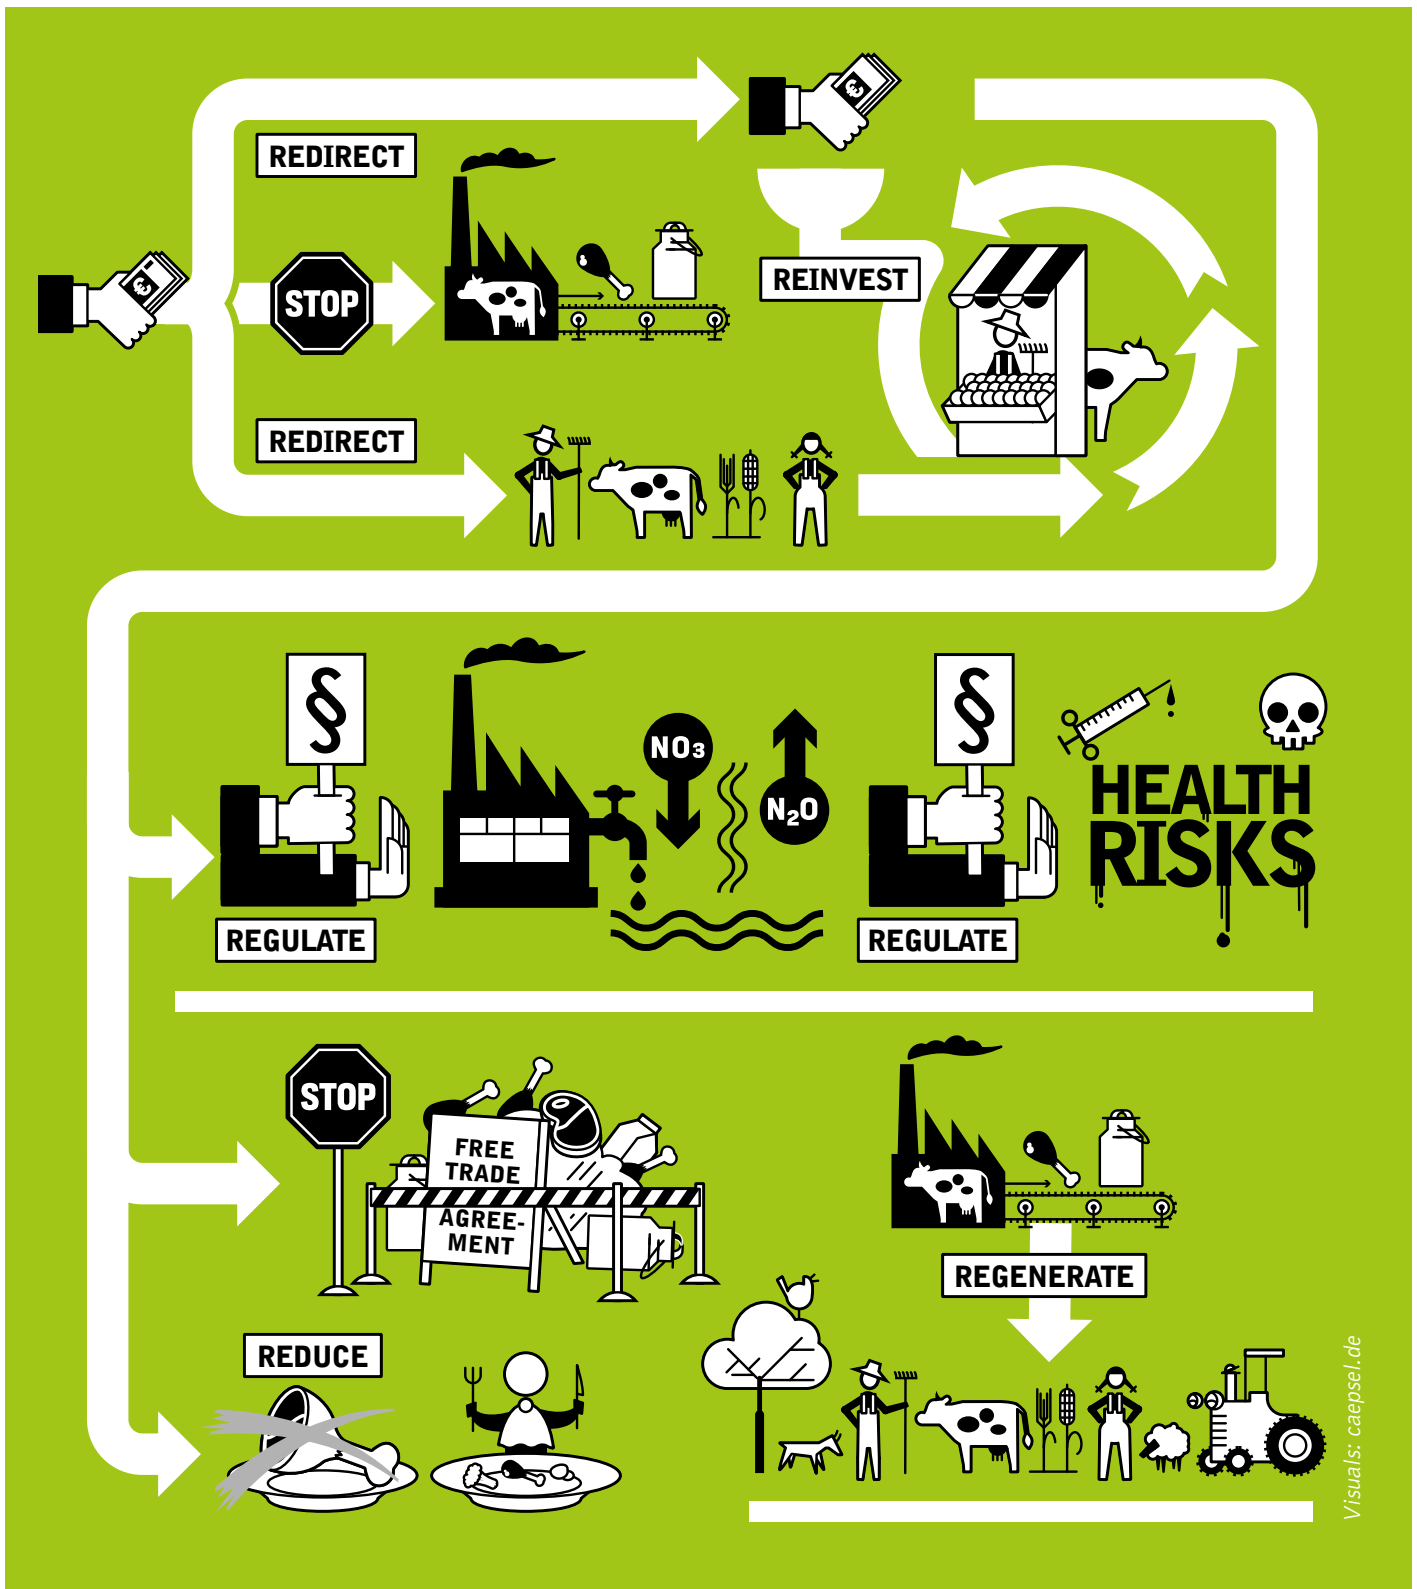 REDIRECT
€
€
STOP
REINVEST
REDIRECT
§
§
NO3
N₂O
HEALTH
RISKS
REGULATE
REGULATE
STOP
FREE
TRADE
AGREE-
MENT
REGENERATE
REDUCE
Visuals: caepsel.de